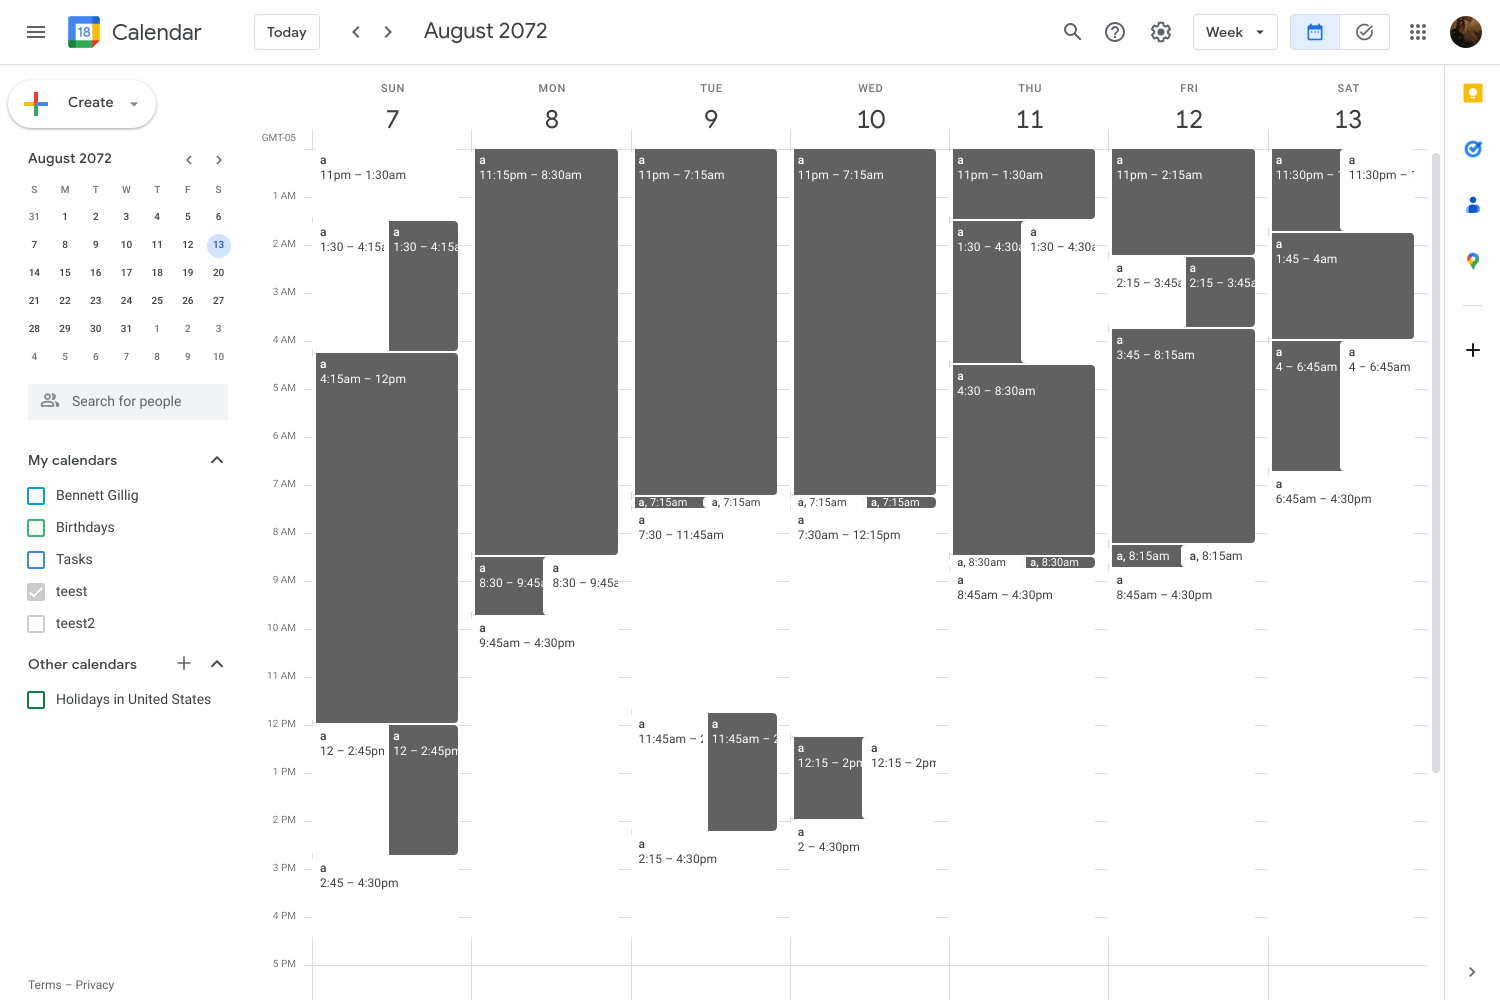 18 Calendar
Today
August 2072
Week
Create
August 2072
S M T W T F S
31 1 2 3 4 5 6
7 8 9 10 11 12 13
14 15 16 17 18 19 20
21 22 23 24 25 26 27
28 29 30 31 1 2 3
4 5 6 7 8 9 10
Search for people
My calendars
Bennett Gillig
Birthdays
Tasks
teest
teest2
Other calendars
Holidays in United States
Terms – Privacy
GMT-05
1 AM
2 AM
3 AM
4 AM
5 AM
6 AM
7 AM
8 AM
9 AM
10 AM
11 AM
12 PM
1 PM
2 PM
3 PM
4 PM
5 PM
SUN
7
a
11pm – 1:30am
a
1:30 – 4:15a
a
1:30 – 4:15a
a
4:15am – 12pm
a
12 – 2:45pm
a
12 – 2:45pm
a
2:45 – 4:30pm
MON
8
a
11:15pm – 8:30am
a
8:30 – 9:45a
a
8:30 – 9:45a
a
9:45am – 4:30pm
TUE
9
a
11pm – 7:15am
a, 7:15am
a, 7:15am
a
7:30 – 11:45am
a
11:45am – 2
a
11:45am – 2
a
2:15 – 4:30pm
WED
10
a
11pm – 7:15am
a, 7:15am
a, 7:15am
a
7:30am – 12:15pm
a
12:15 – 2pm
a
12:15 – 2pm
a
2 – 4:30pm
THU
11
a
11pm – 1:30am
a
1:30 – 4:30a
a
1:30 – 4:30a
a
4:30 – 8:30am
a, 8:30am
a, 8:30am
a
8:45am – 4:30pm
FRI
12
a
11pm – 2:15am
a
2:15 – 3:45a
a
2:15 – 3:45a
a
3:45 – 8:15am
a, 8:15am
a, 8:15am
a
8:45am – 4:30pm
SAT
13
a
11:30pm –
a
11:30pm –
a
1:45 – 4am
a
4 – 6:45am
a
4 – 6:45am
a
6:45am – 4:30pm